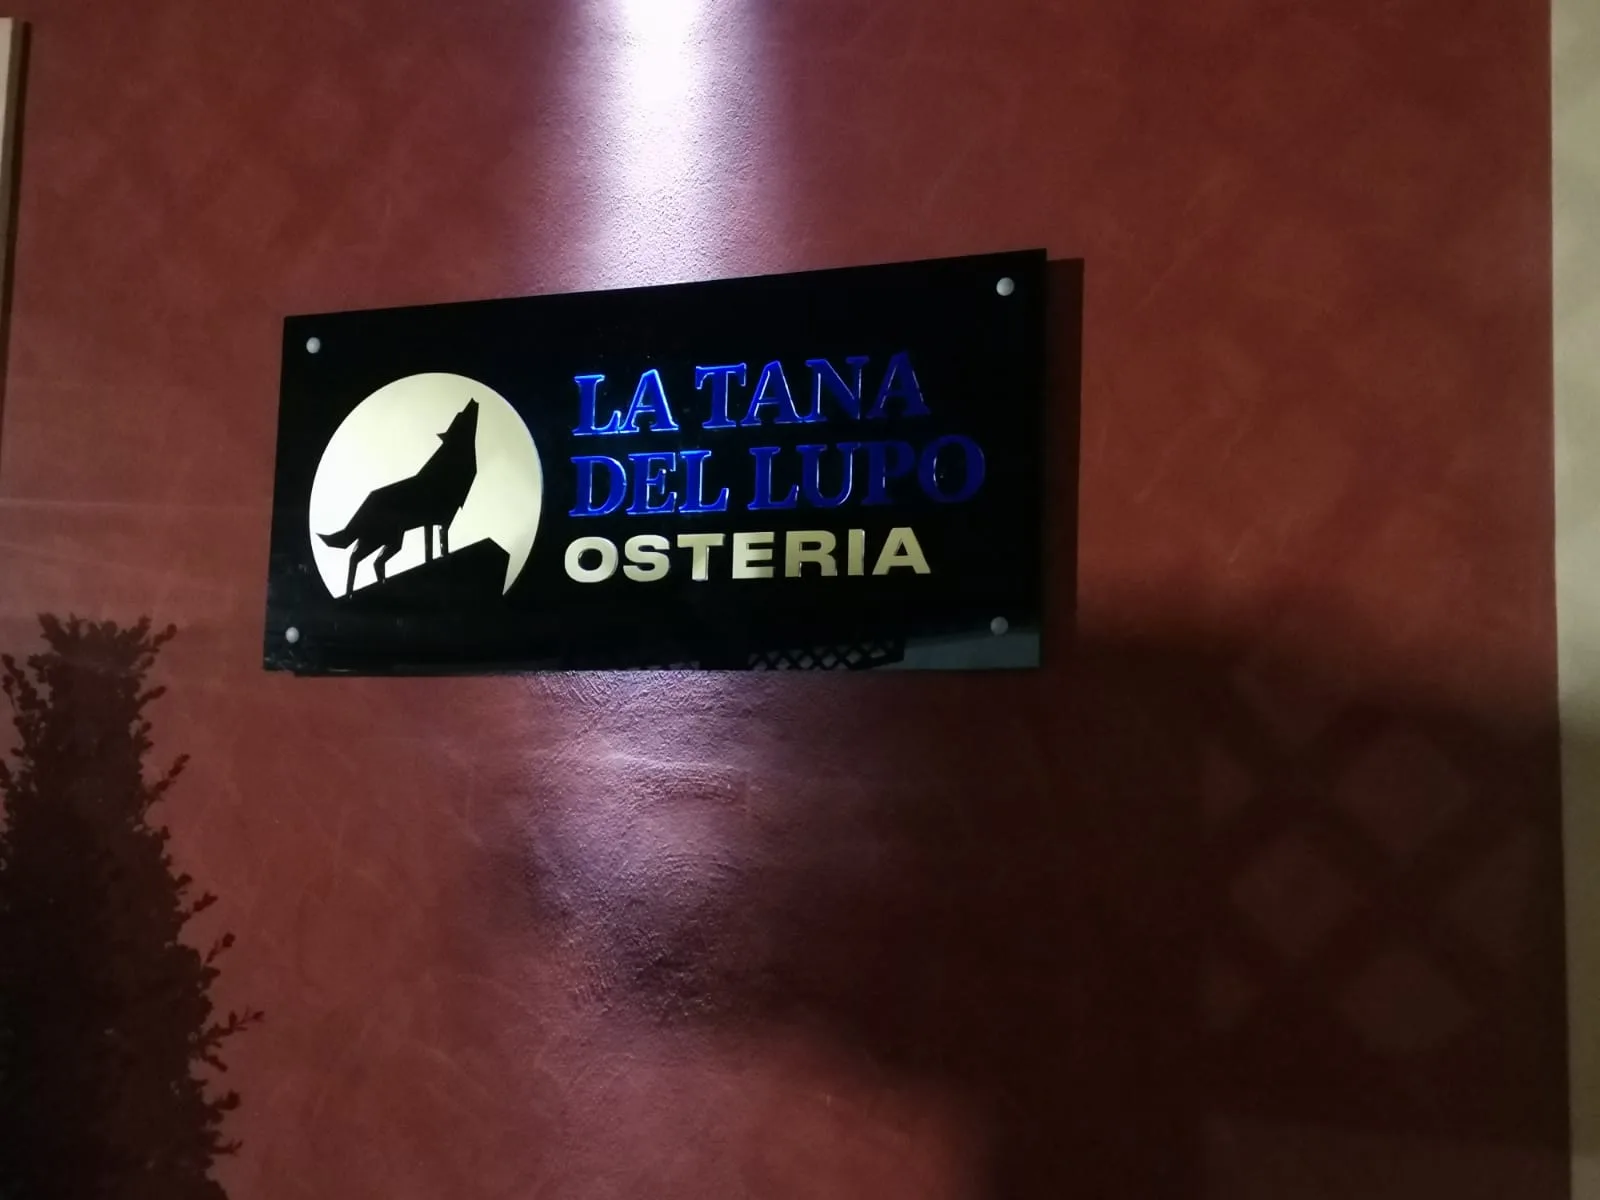 LA TANA
DEL LUPO
OSTERIA